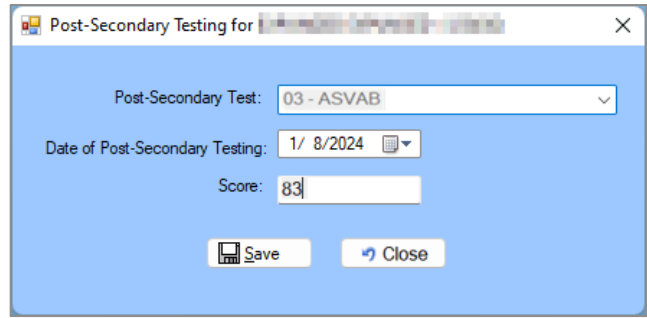 Post-Secondary Testing for
Post-Secondary Test: 03 - ASVAB
Date of Post-Secondary Testing: 1/ 8/2024
Score: 83
Save Close